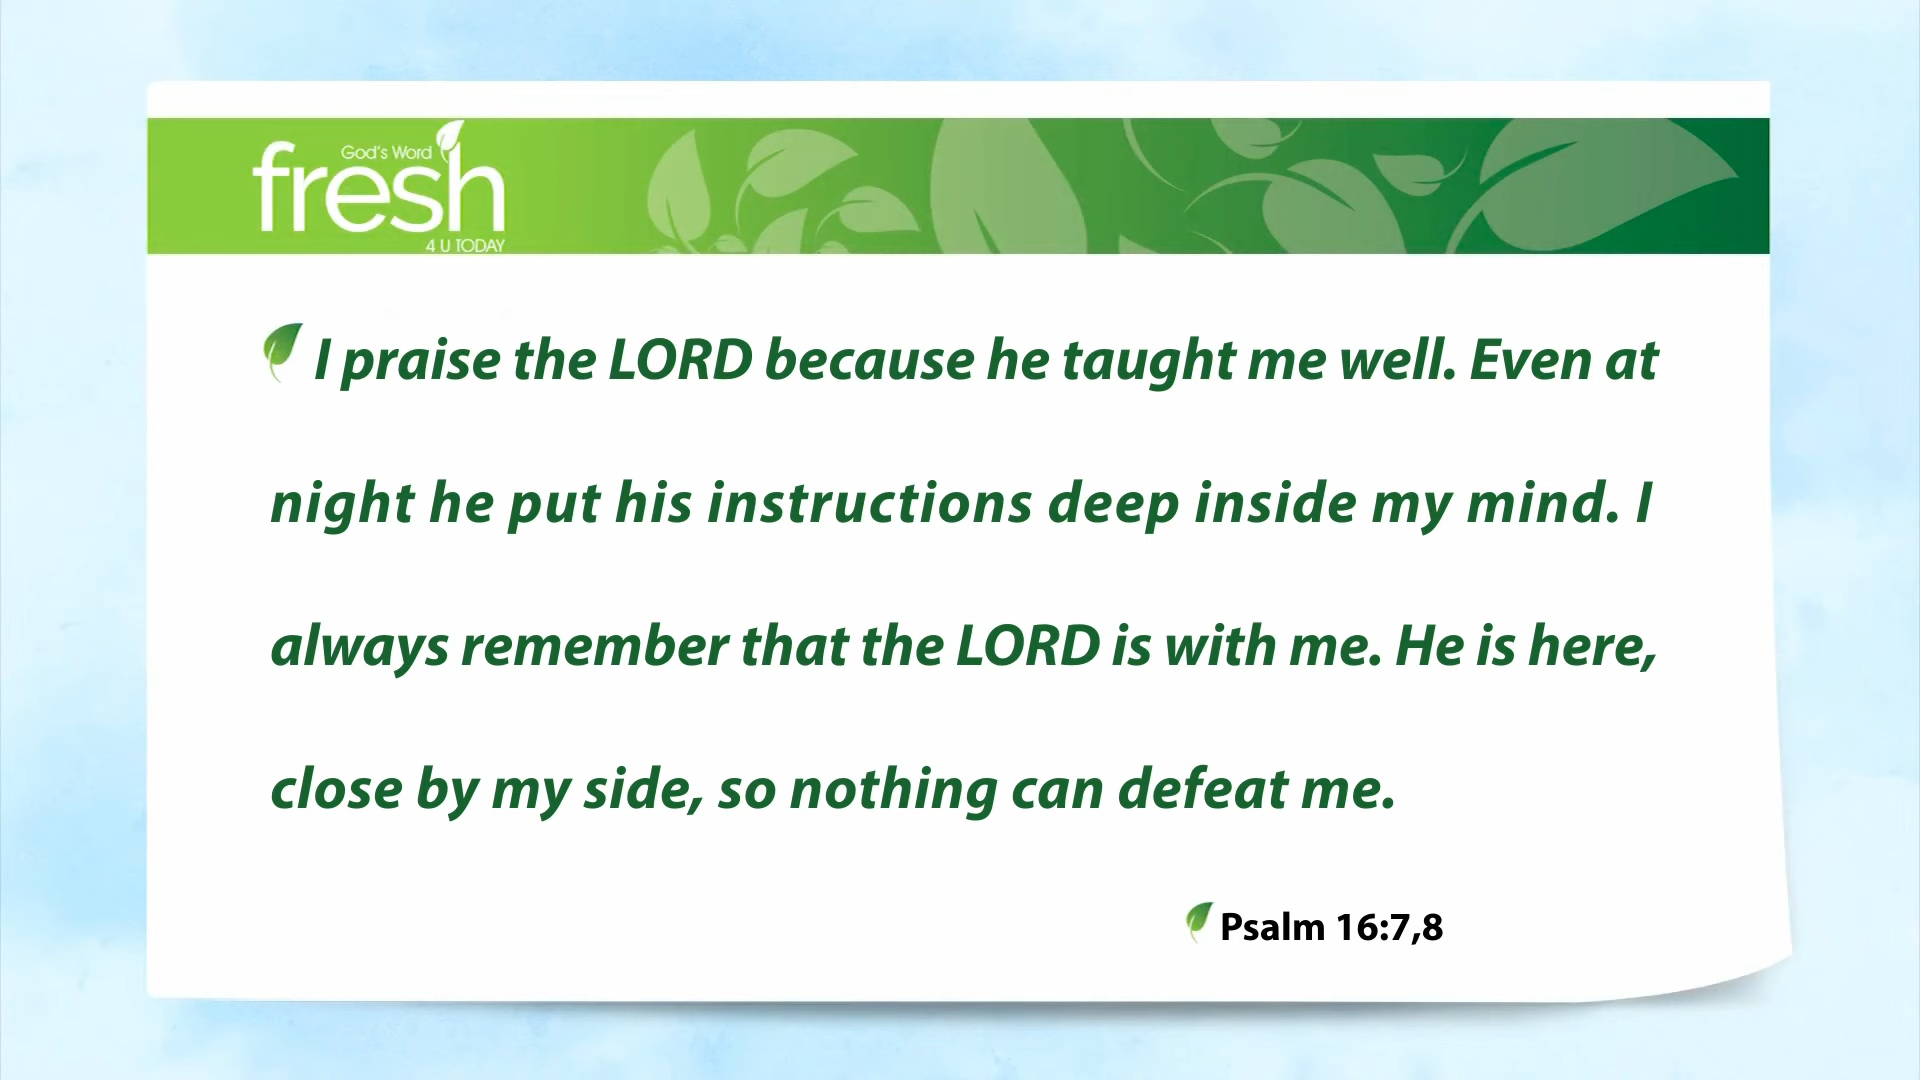 God's Word
fresh
4 U TODAY
I praise the LORD because he taught me well. Even at
night he put his instructions deep inside my mind. I
always remember that the LORD is with me. He is here,
close by my side, so nothing can defeat me.
Psalm 16:7,8